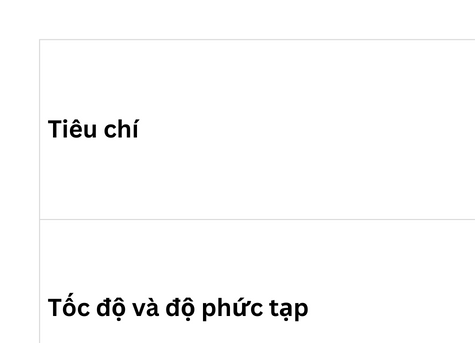 Tiêu chí
Tốc độ và độ phức tạp